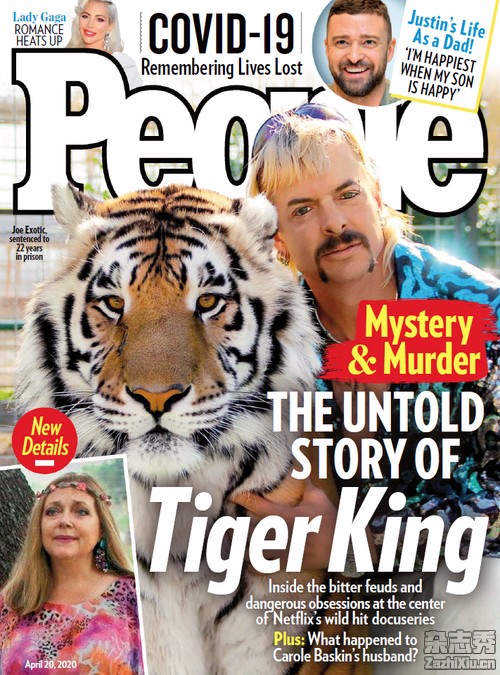 Lady Gaga
ROMANCE
HEATS UP
COVID-19
Remembering Lives Lost
Justin's Life
As a Dad!
'I'M HAPPIEST
WHEN MY SON
IS HAPPY'
People
Joe Exotic,
sentenced to
22 years
in prison
Mystery
& Murder
THE UNTOLD
STORY OF
Tiger King
New
Details
Inside the bitter feuds and
dangerous obsessions at the center
of Netflix's wild hit docuseries
Plus: What happened to
Carole Baskin's husband?
April 20, 2020
杂志秀
ZazhiXiu.cn